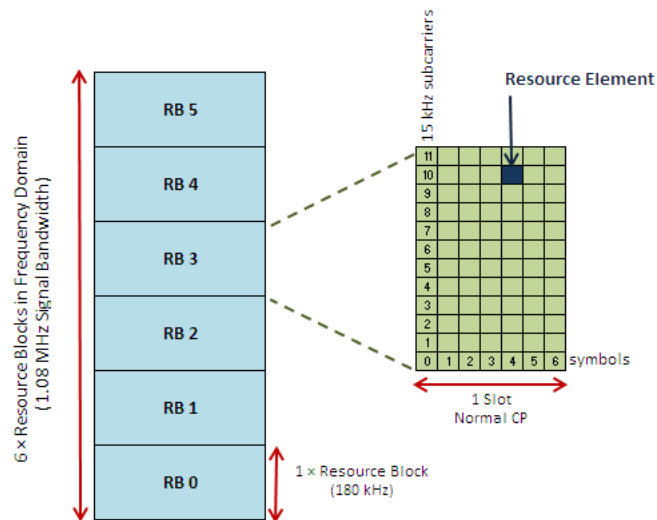 6 × Resource Blocks in Frequency Domain
(1.08 MHz Signal Bandwidth)
RB 5
RB 4
RB 3
RB 2
RB 1
RB 0
1 × Resource Block
(180 kHz)
15 kHz subcarriers
Resource Element
11
10
9
8
7
6
5
4
3
2
1
0 1 2 3 4 5 6 symbols
1 Slot
Normal CP